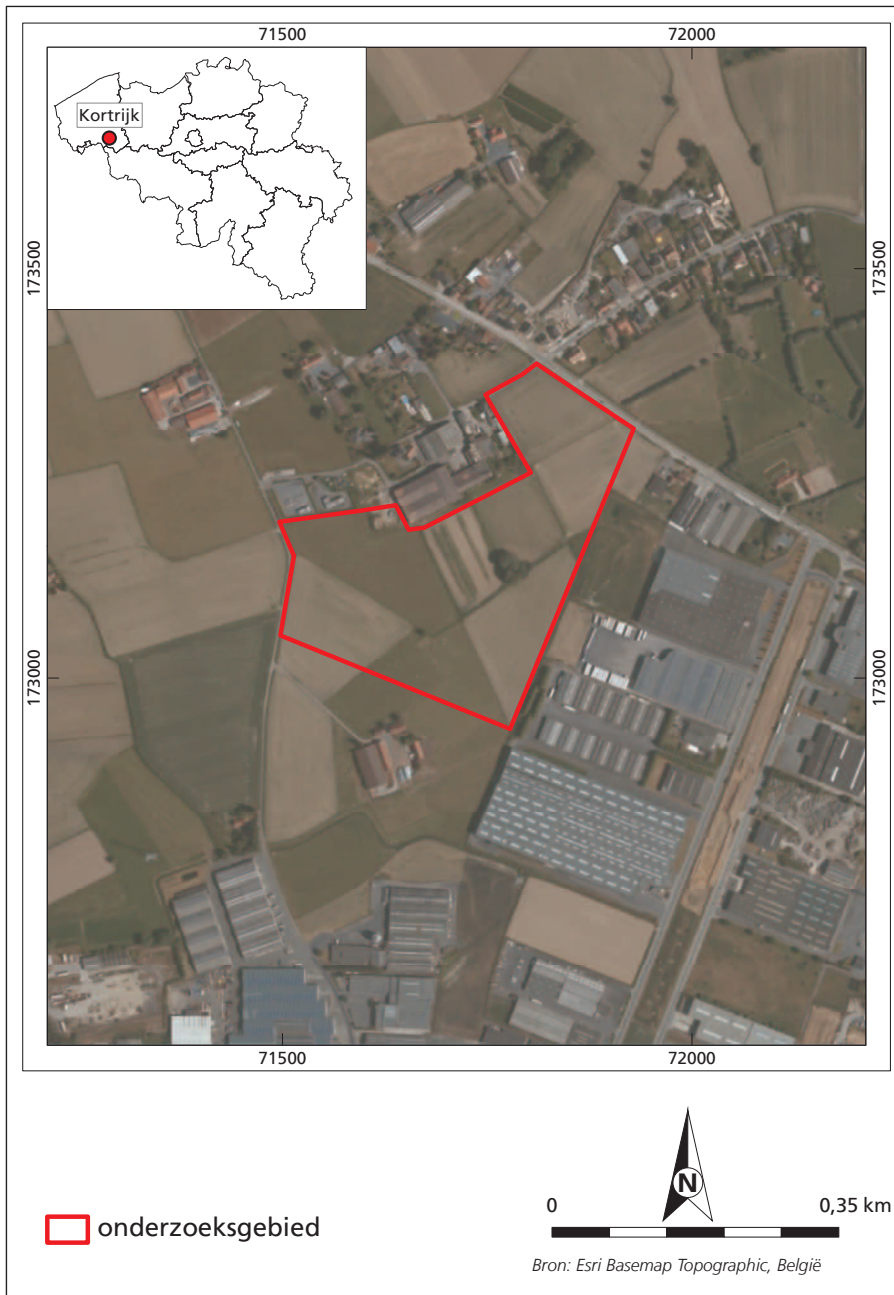 71500 72000
Kortrijk
173500 173500
173000 173000
71500 72000
N
onderzoeksgebied
0 0,35 km
Bron: Esri Basemap Topographic, België